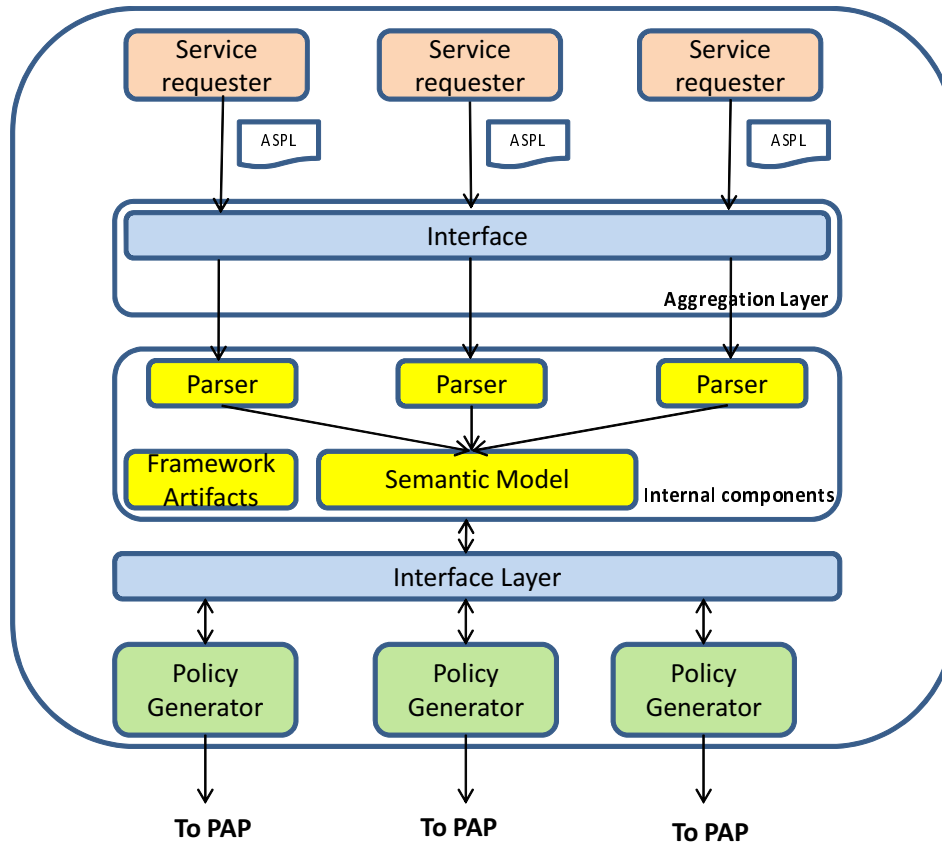 Service
requester
Service
requester
Service
requester
ASPL
ASPL
ASPL
Interface
Aggregation Layer
Parser
Parser
Parser
Framework
Artifacts
Semantic Model
Internal components
Interface Layer
Policy
Generator
Policy
Generator
Policy
Generator
To PAP
To PAP
To PAP